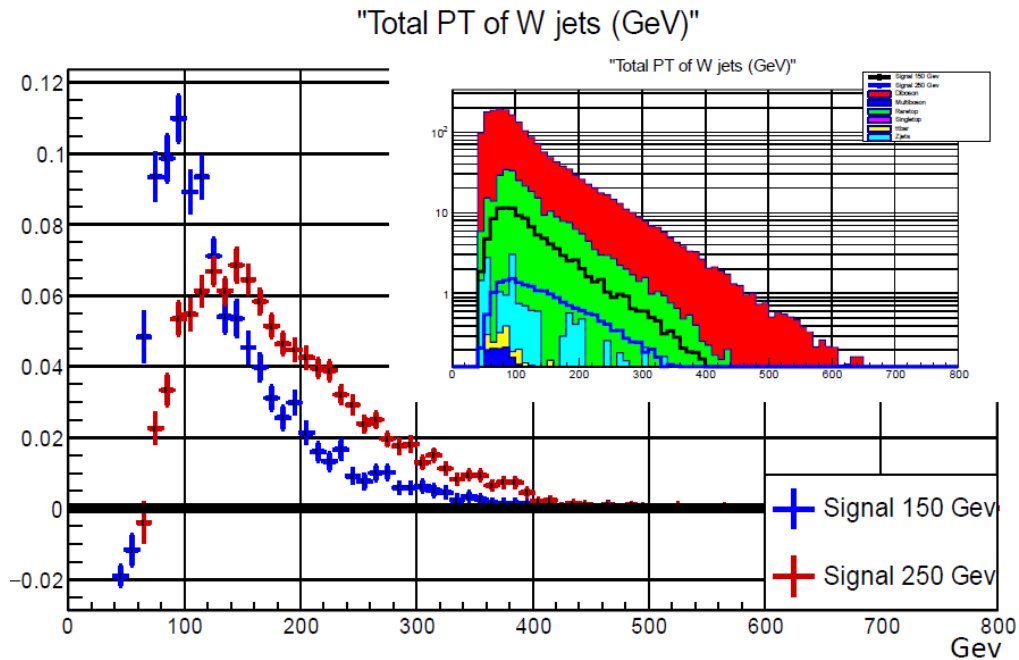 "Total PT of W jets (GeV)"
"Total PT of W jets (GeV)"
Signal 150 Gev
Signal 250 Gev
Diboson
Multiboson
Raretop
Singletop
ttbar
Zjets
10²
10
1
0 100 200 300 400 500 600 700 800
0.12
0.1
0.08
0.06
0.04
0.02
0
−0.02
Signal 150 Gev
Signal 250 Gev
0 100 200 300 400 500 600 700 800
Gev